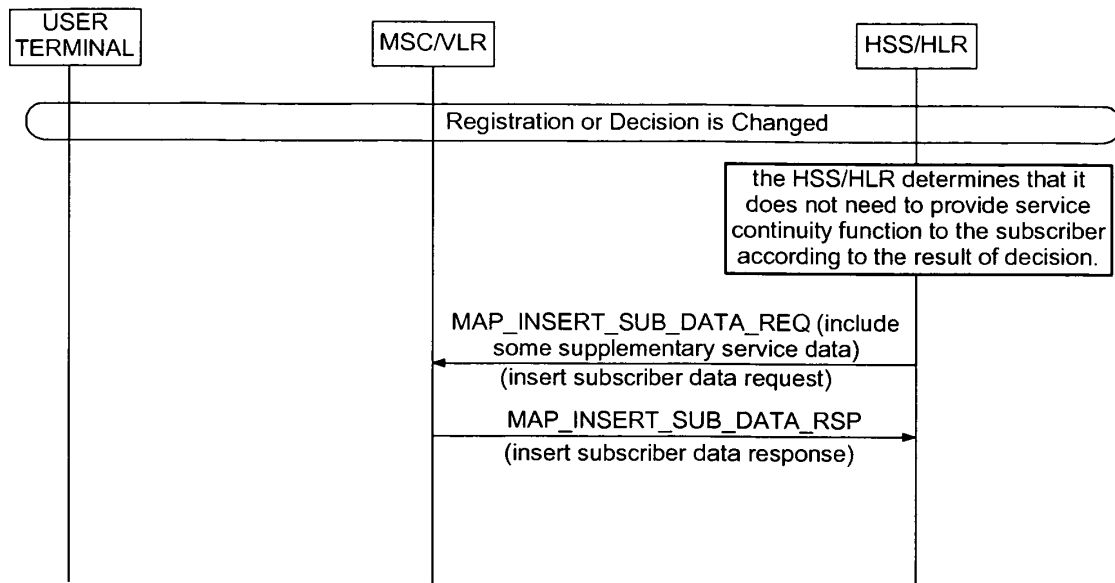 USER
TERMINAL
MSC/VLR
HSS/HLR
Registration or Decision is Changed
the HSS/HLR determines that it
does not need to provide service
continuity function to the subscriber
according to the result of decision.
MAP_INSERT_SUB_DATA_REQ (include
some supplementary service data)
(insert subscriber data request)
MAP_INSERT_SUB_DATA_RSP
(insert subscriber data response)